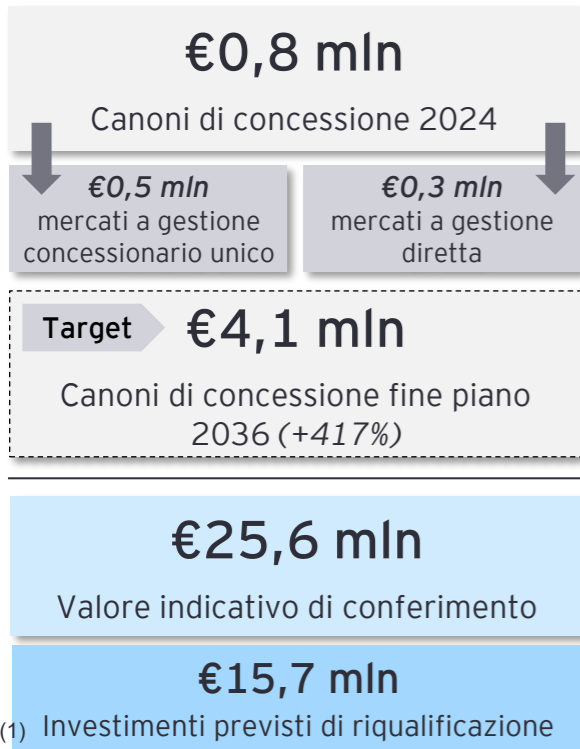 €0,8 mln
Canoni di concessione 2024
€0,5 mln
mercati a gestione
concessionario unico
€0,3 mln
mercati a gestione
diretta
Target
€4,1 mln
Canoni di concessione fine piano
2036 (+417%)
€25,6 mln
Valore indicativo di conferimento
€15,7 mln
(1) Investimenti previsti di riqualificazione